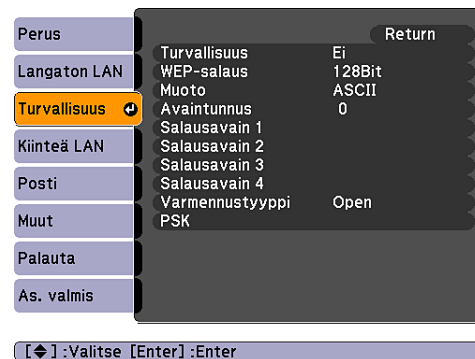 Perus
Langaton LAN
Turvallisuus
Kiinteä LAN
Posti
Muut
Palauta
As. valmis
Return
Turvallisuus Ei
WEP-salaus 128Bit
Muoto ASCII
Avaintunnus 0
Salausavain 1
Salausavain 2
Salausavain 3
Salausavain 4
Varmennustyyppi Open
PSK
[◆] :Valitse [Enter] :Enter